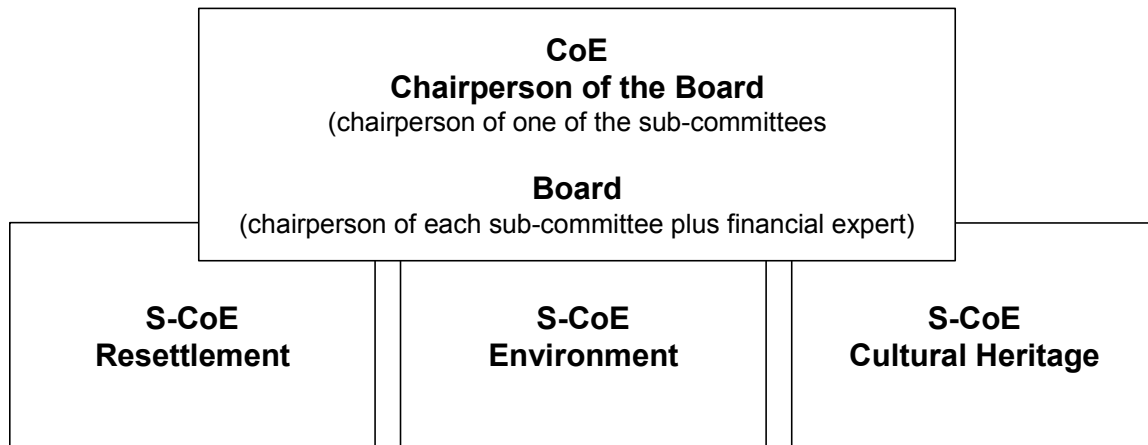 CoE
Chairperson of the Board
(chairperson of one of the sub-committees
Board
(chairperson of each sub-committee plus financial expert)
S-CoE
Resettlement
S-CoE
Environment
S-CoE
Cultural Heritage